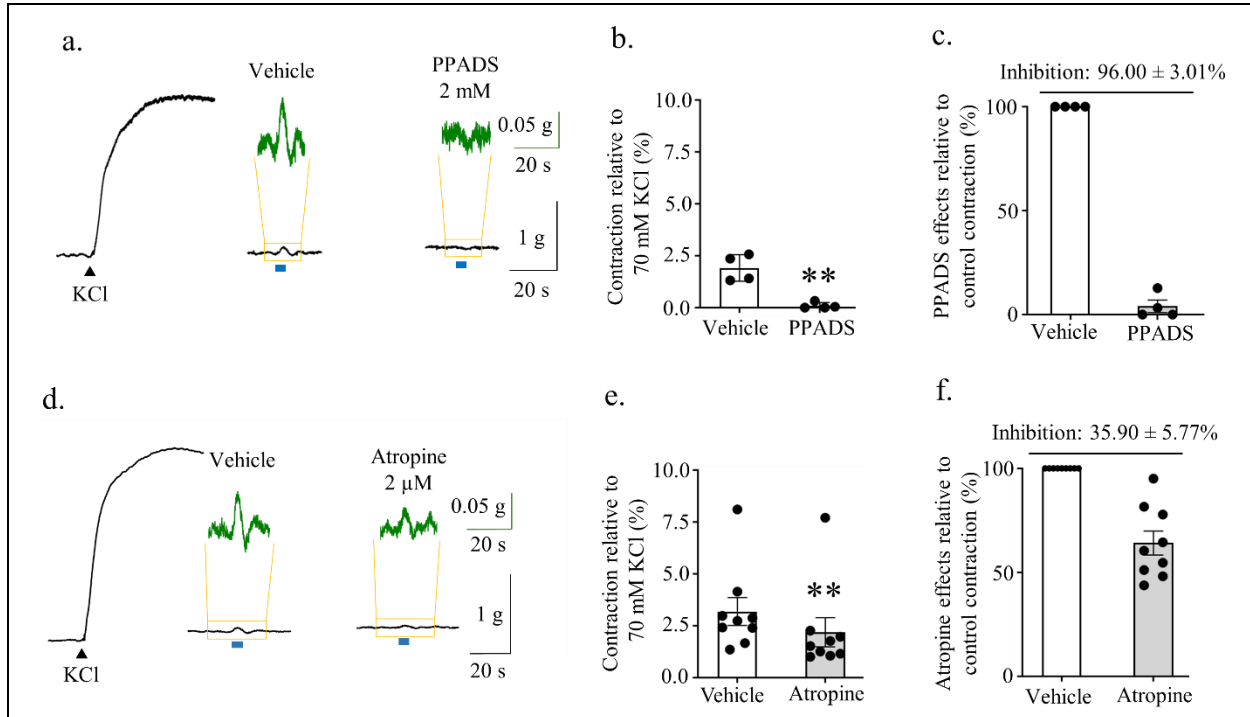 a.
Vehicle
PPADS
2 mM
0.05 g
20 s
1 g
20 s
KCl
b.
Contraction relative to
70 mM KCl (%)
10.0
7.5
5.0
2.5
0.0
**
Vehicle
PPADS
c.
Inhibition: 96.00 ± 3.01%
PPADS effects relative to
control contraction (%)
100
50
0
Vehicle
PPADS
d.
Vehicle
Atropine
2 µM
0.05 g
20 s
1 g
20 s
KCl
e.
Contraction relative to
70 mM KCl (%)
10.0
7.5
5.0
2.5
0.0
**
Vehicle
Atropine
f.
Inhibition: 35.90 ± 5.77%
Atropine effects relative to
control contraction (%)
100
50
0
Vehicle
Atropine